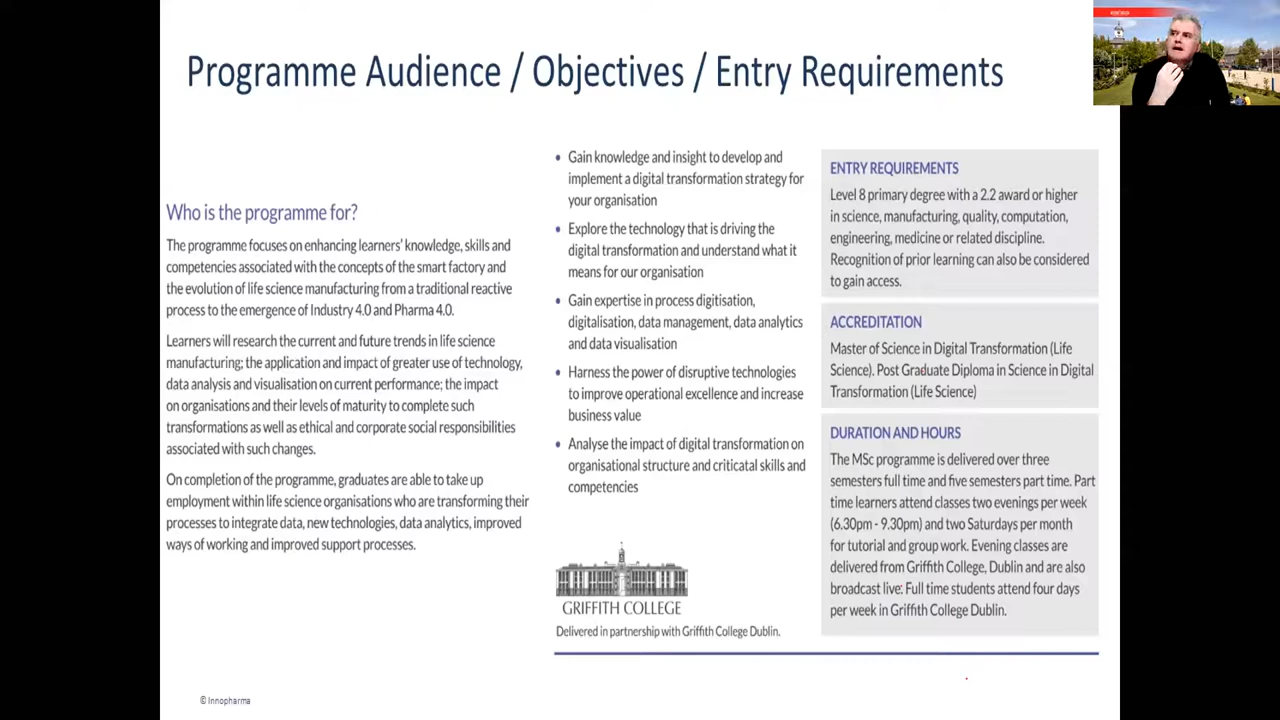 Programme Audience / Objectives / Entry Requirements
Who is the programme for?
The programme focuses on enhancing learners' knowledge, skills and
competencies associated with the concepts of the smart factory and
the evolution of life science manufacturing from a traditional reactive
process to the emergence of Industry 4.0 and Pharma 4.0.
Learners will research the current and future trends in life science
manufacturing; the application and impact of greater use of technology,
data analysis and visualisation on current performance; the impact
on organisations and their levels of maturity to complete such
transformations as well as ethical and corporate social responsibilities
associated with such changes.
On completion of the programme, graduates are able to take up
employment within life science organisations who are transforming their
processes to integrate data, new technologies, data analytics, improved
ways of working and improved support processes.
• Gain knowledge and insight to develop and
implement a digital transformation strategy for
your organisation
• Explore the technology that is driving the
digital transformation and understand what it
means for our organisation
• Gain expertise in process digitisation,
digitalisation, data management, data analytics
and data visualisation
• Harness the power of disruptive technologies
to improve operational excellence and increase
business value
• Analyse the impact of digital transformation on
organisational structure and criticatal skills and
competencies
GRIFFITH COLLEGE
Delivered in partnership with Griffith College Dublin.
ENTRY REQUIREMENTS
Level 8 primary degree with a 2.2 award or higher
in science, manufacturing, quality, computation,
engineering, medicine or related discipline.
Recognition of prior learning can also be considered
to gain access.
ACCREDITATION
Master of Science in Digital Transformation (Life
Science). Post Graduate Diploma in Science in Digital
Transformation (Life Science)
DURATION AND HOURS
The MSc programme is delivered over three
semesters full time and five semesters part time. Part
time learners attend classes two evenings per week
(6.30pm - 9.30pm) and two Saturdays per month
for tutorial and group work. Evening classes are
delivered from Griffith College, Dublin and are also
broadcast live: Full time students attend four days
per week in Griffith College Dublin.
© Innopharma